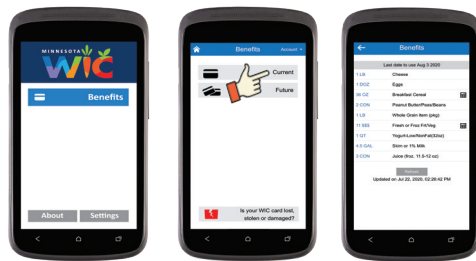 MINNESOTA
WIC
Benefits
About
Settings
Benefits
Account
Current
Future
Is your WIC card lost,
stolen or damaged?
Benefits
Last date to use Aug 3 2020
1 LB Cheese
1 DOZ Eggs
36 OZ Breakfast Cereal
2 CON Peanut Butter/Peas/Beans
1 LB Whole Grain Item (pkg)
11 $$$ Fresh or Froz Frt/Veg
1 QT Yogurt/Low/NonFat(32oz)
4.5 GAL Skim or 1% Milk
3 CON Juice (froz. 11.5-12 oz)
Refresh
Updated on Jul 22, 2020, 02:26:42 PM